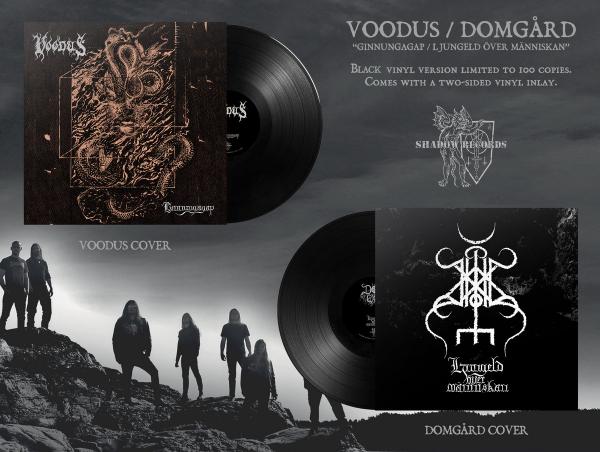 VOODUS / DOMGÅRD
“GINNUNGAGAP / LJUNGELD ÖVER MÄNNISKAN”
BLACK VINYL VERSION LIMITED TO 100 COPIES.
COMES WITH A TWO-SIDED VINYL INLAY.
SHADOW RECORDS
VOODUS
Ginnungagap
VOODUS COVER
Ljungeld
över
människan
DOMGÅRD COVER